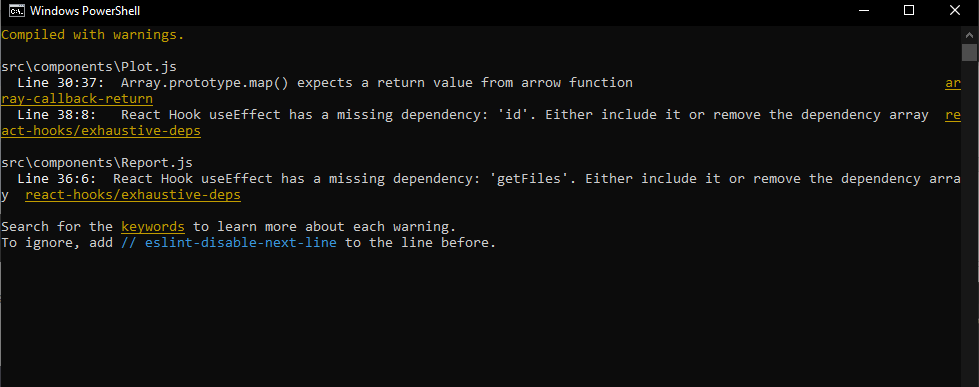 Windows PowerShell
Compiled with warnings.
src\components\Plot.js
Line 30:37: Array.prototype.map() expects a return value from arrow function ar
ray-callback-return
Line 38:8: React Hook useEffect has a missing dependency: 'id'. Either include it or remove the dependency array re
act-hooks/exhaustive-deps
src\components\Report.js
Line 36:6: React Hook useEffect has a missing dependency: 'getFiles'. Either include it or remove the dependency arra
y react-hooks/exhaustive-deps
Search for the keywords to learn more about each warning.
To ignore, add // eslint-disable-next-line to the line before.